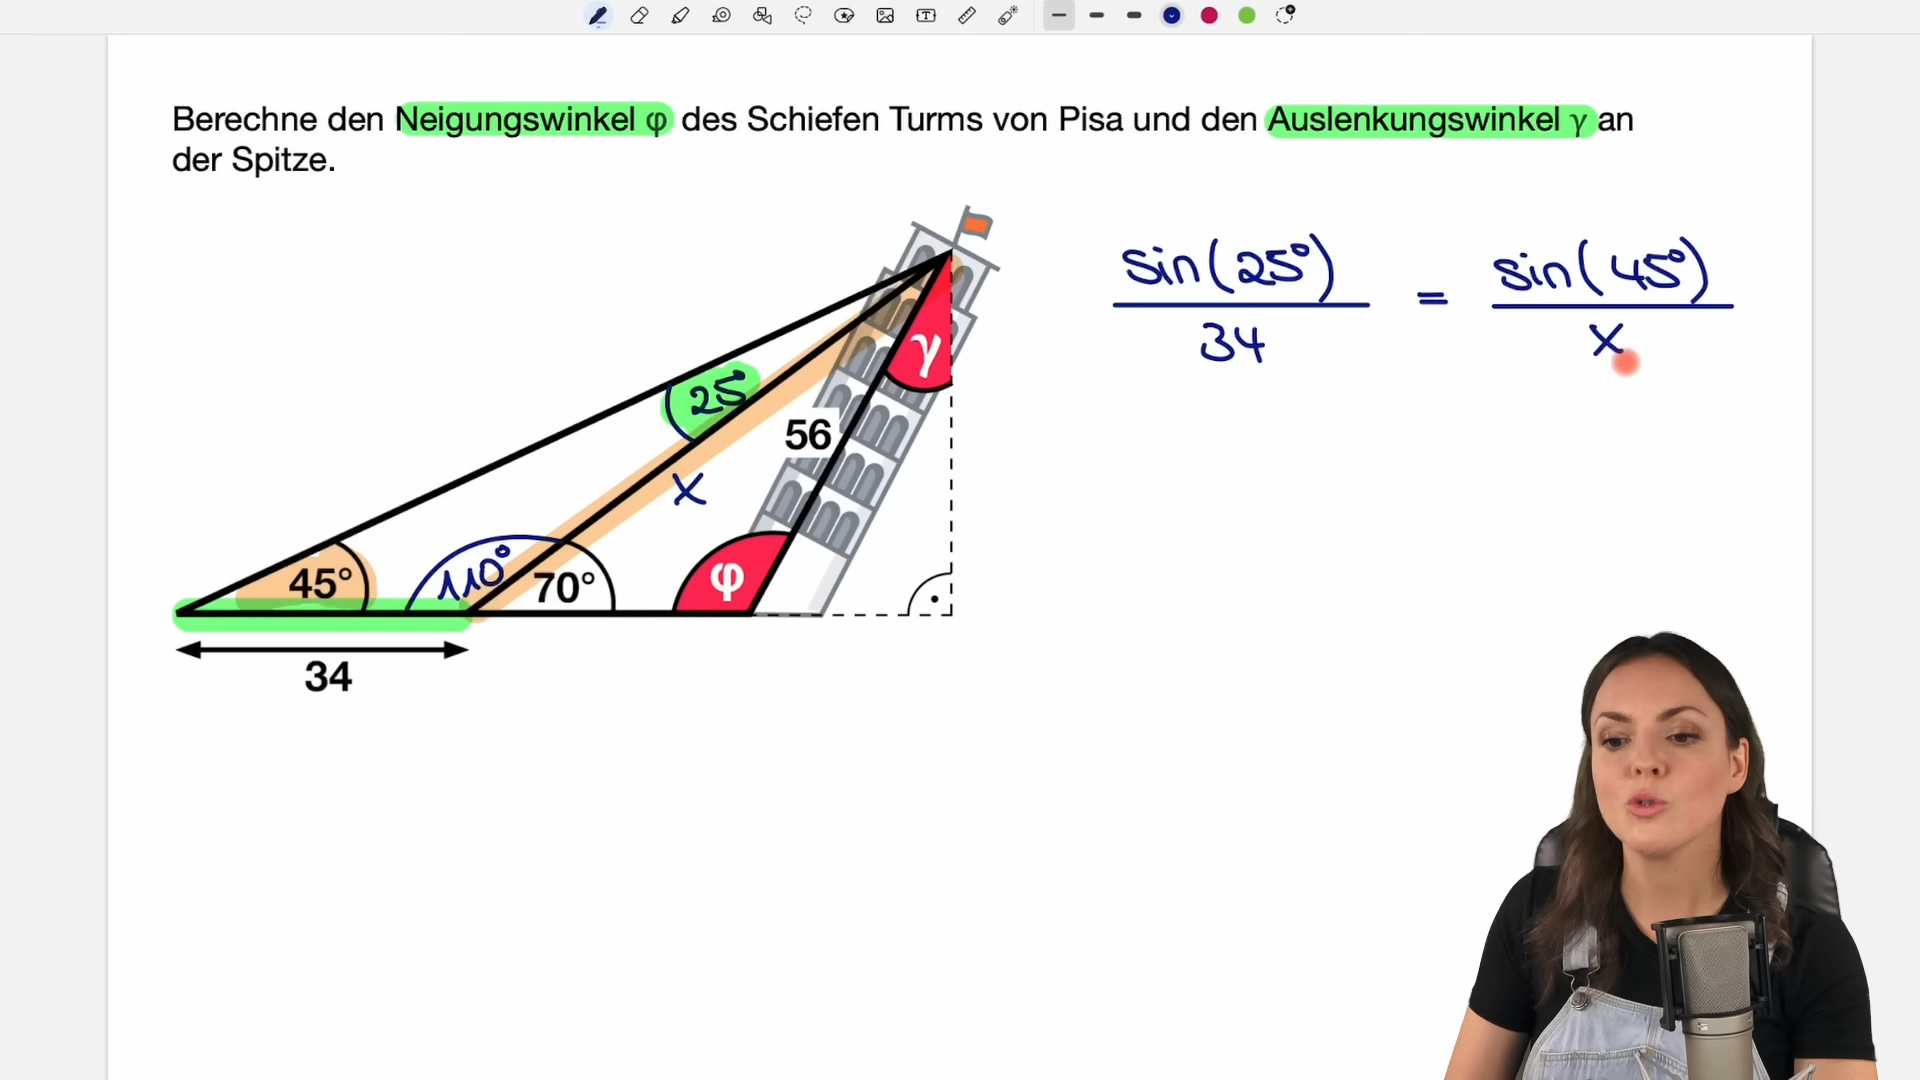 Berechne den Neigungswinkel φ des Schiefen Turms von Pisa und den Auslenkungswinkel γ an
der Spitze.
sin(25°) = sin(45°)
34 x
γ
25°
56
x
45° 110° 70° φ
34